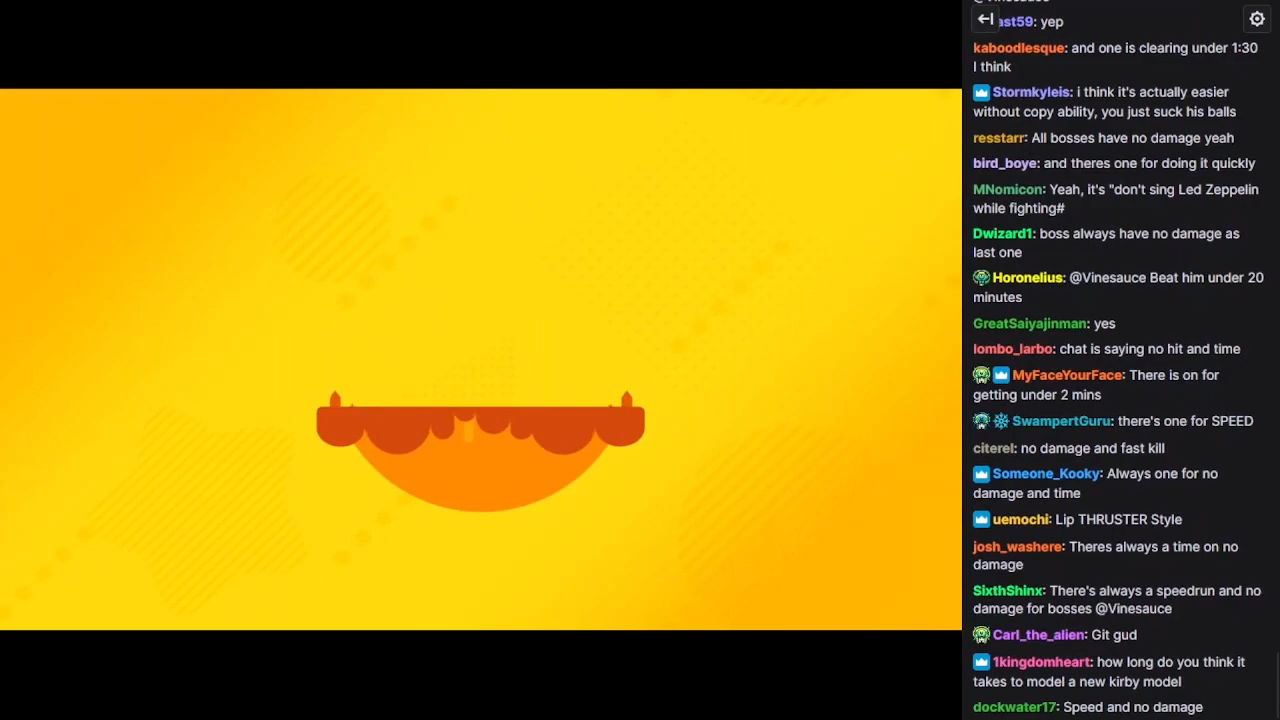 ast59: yep
kaboodlesque: and one is clearing under 1:30
I think
Stormkyleis: i think it's actually easier
without copy ability, you just suck his balls
resstarr: All bosses have no damage yeah
bird_boye: and theres one for doing it quickly
MNomicon: Yeah, it's "don't sing Led Zeppelin
while fighting#
Dwizard1: boss always have no damage as
last one
Horonelius: @Vinesauce Beat him under 20
minutes
GreatSaiyajinman: yes
lombo_larbo: chat is saying no hit and time
MyFaceYourFace: There is on for
getting under 2 mins
SwampertGuru: there's one for SPEED
citerel: no damage and fast kill
Someone_Kooky: Always one for no
damage and time
uemochi: Lip THRUSTER Style
josh_washere: Theres always a time on no
damage
SixthShinx: There's always a speedrun and no
damage for bosses @Vinesauce
Carl_the_alien: Git gud
1kingdomheart: how long do you think it
takes to model a new kirby model
dockwater17: Speed and no damage